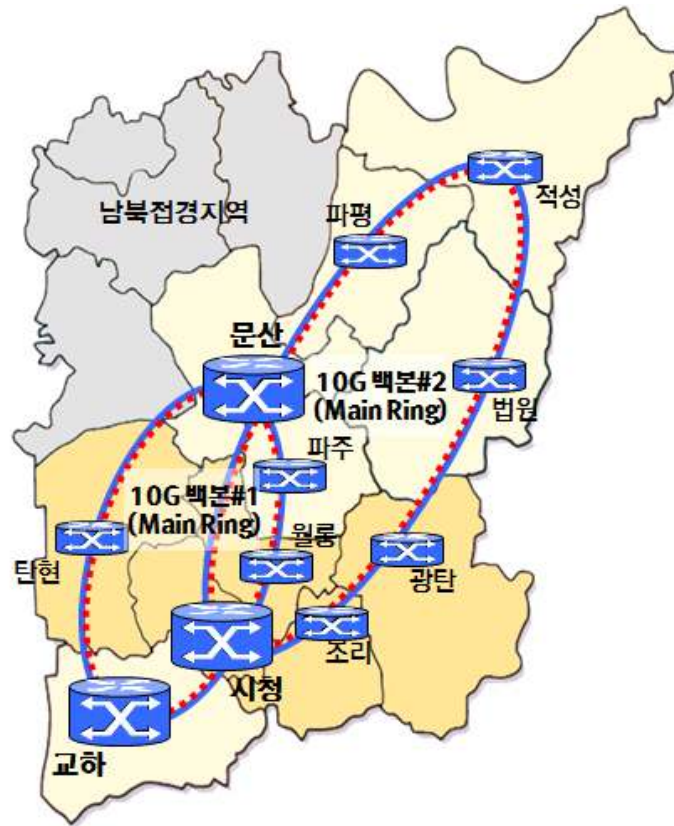 적성
파평
남북접경지역
문산
10G 백본#2
(Main Ring)
법원
파주
10G 백본#1
(Main Ring)
월롱
탄현
광탄
조리
시청
교하